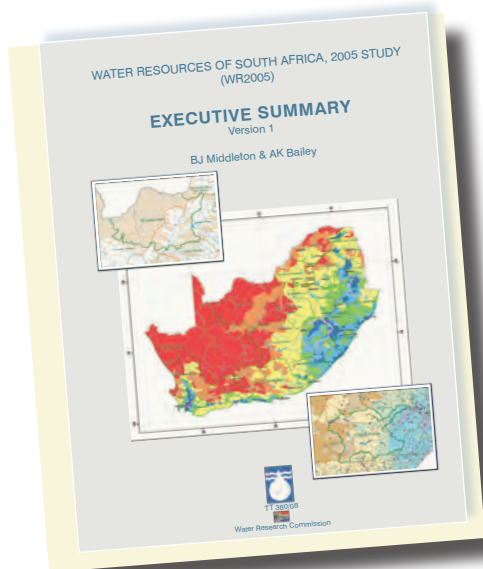 WATER RESOURCES OF SOUTH AFRICA, 2005 STUDY
(WR2005)
EXECUTIVE SUMMARY
Version 1
BJ Middleton & AK Bailey
TT 380/08
Water Research Commission